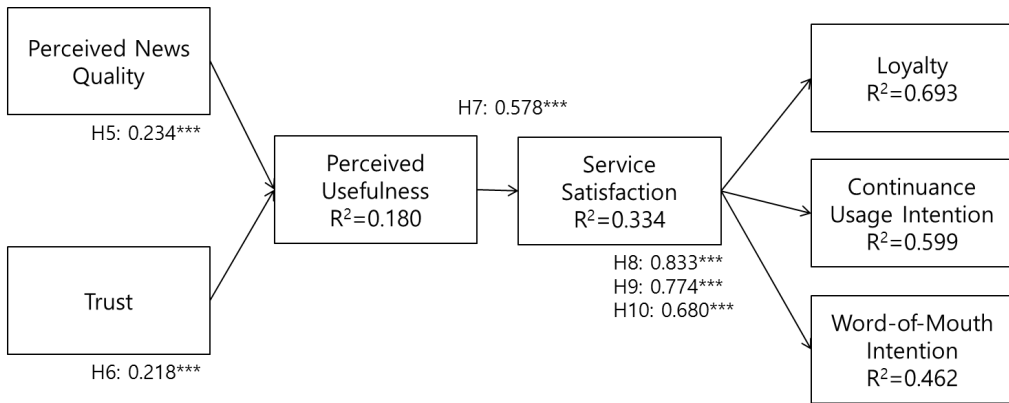 Perceived News
Quality
H5: 0.234***
Trust
H6: 0.218***
Perceived
Usefulness
R²=0.180
H7: 0.578***
Service
Satisfaction
R²=0.334
H8: 0.833***
H9: 0.774***
H10: 0.680***
Loyalty
R²=0.693
Continuance
Usage Intention
R²=0.599
Word-of-Mouth
Intention
R²=0.462